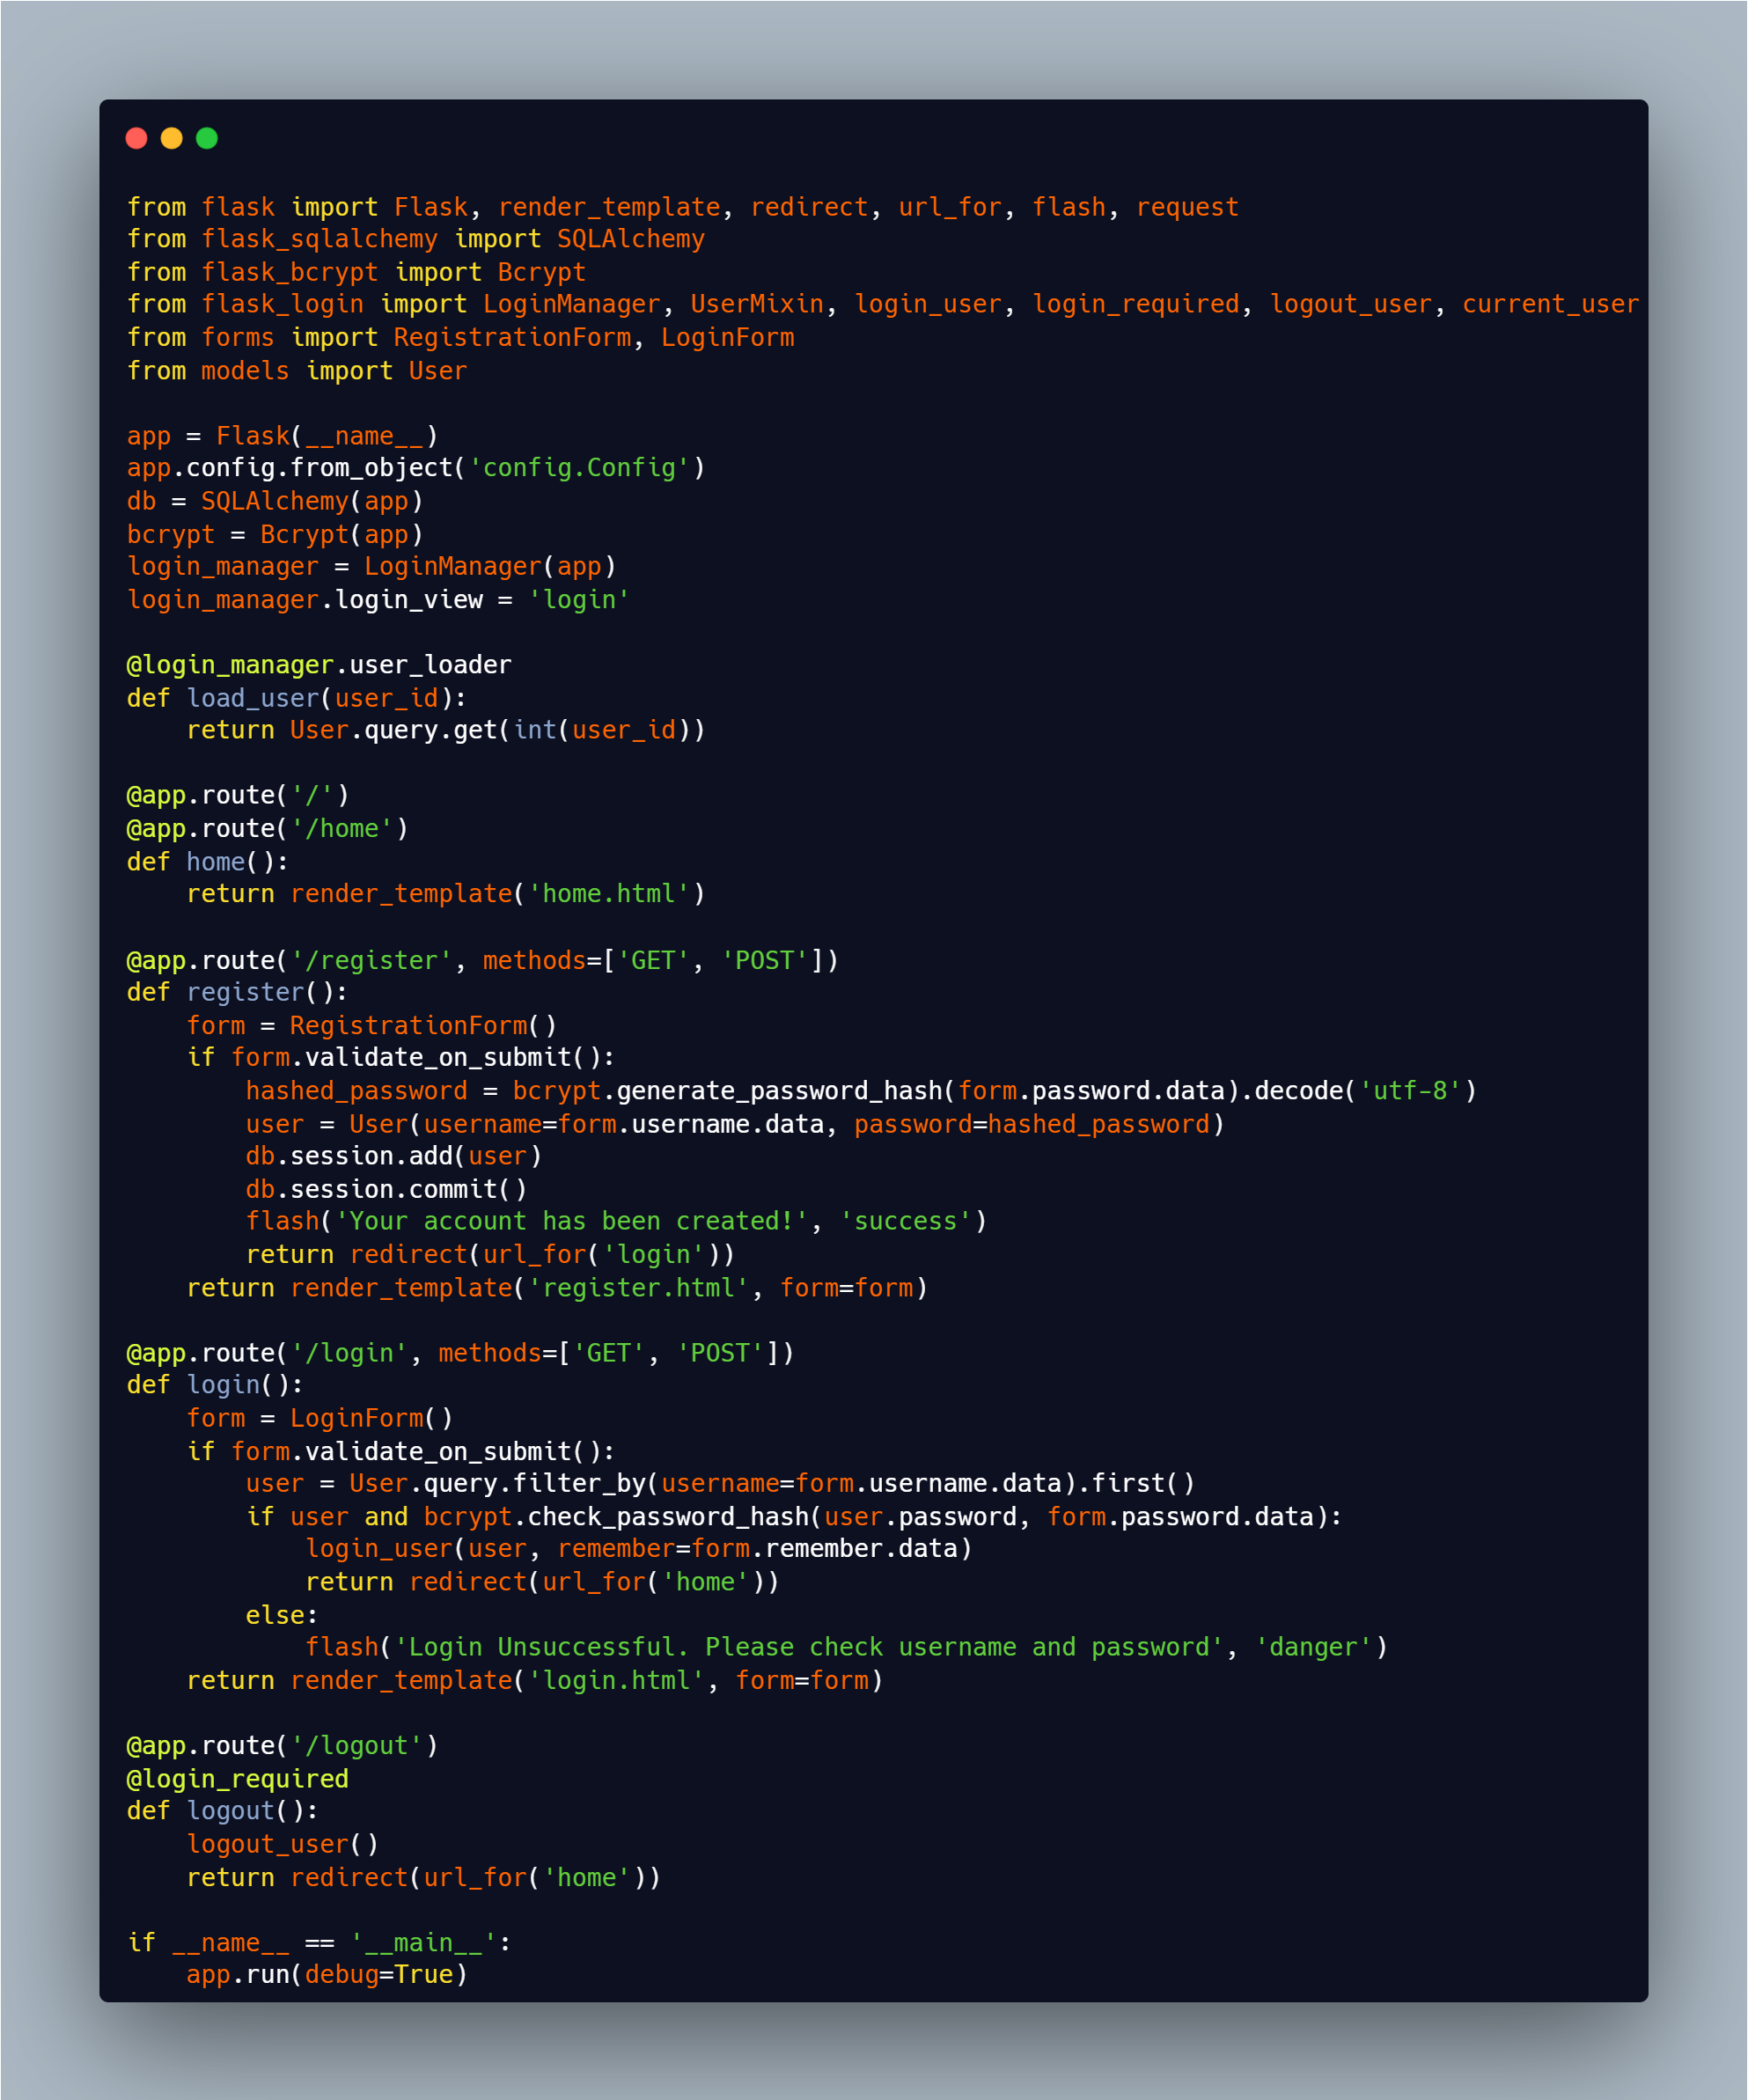 from flask import Flask, render_template, redirect, url_for, flash, request
from flask_sqlalchemy import SQLAlchemy
from flask_bcrypt import Bcrypt
from flask_login import LoginManager, UserMixin, login_user, login_required, logout_user, current_user
from forms import RegistrationForm, LoginForm
from models import User

app = Flask(__name__)
app.config.from_object('config.Config')
db = SQLAlchemy(app)
bcrypt = Bcrypt(app)
login_manager = LoginManager(app)
login_manager.login_view = 'login'

@login_manager.user_loader
def load_user(user_id):
    return User.query.get(int(user_id))

@app.route('/')
@app.route('/home')
def home():
    return render_template('home.html')

@app.route('/register', methods=['GET', 'POST'])
def register():
    form = RegistrationForm()
    if form.validate_on_submit():
        hashed_password = bcrypt.generate_password_hash(form.password.data).decode('utf-8')
        user = User(username=form.username.data, password=hashed_password)
        db.session.add(user)
        db.session.commit()
        flash('Your account has been created!', 'success')
        return redirect(url_for('login'))
    return render_template('register.html', form=form)

@app.route('/login', methods=['GET', 'POST'])
def login():
    form = LoginForm()
    if form.validate_on_submit():
        user = User.query.filter_by(username=form.username.data).first()
        if user and bcrypt.check_password_hash(user.password, form.password.data):
            login_user(user, remember=form.remember.data)
            return redirect(url_for('home'))
        else:
            flash('Login Unsuccessful. Please check username and password', 'danger')
    return render_template('login.html', form=form)

@app.route('/logout')
@login_required
def logout():
    logout_user()
    return redirect(url_for('home'))

if __name__ == '__main__':
    app.run(debug=True)